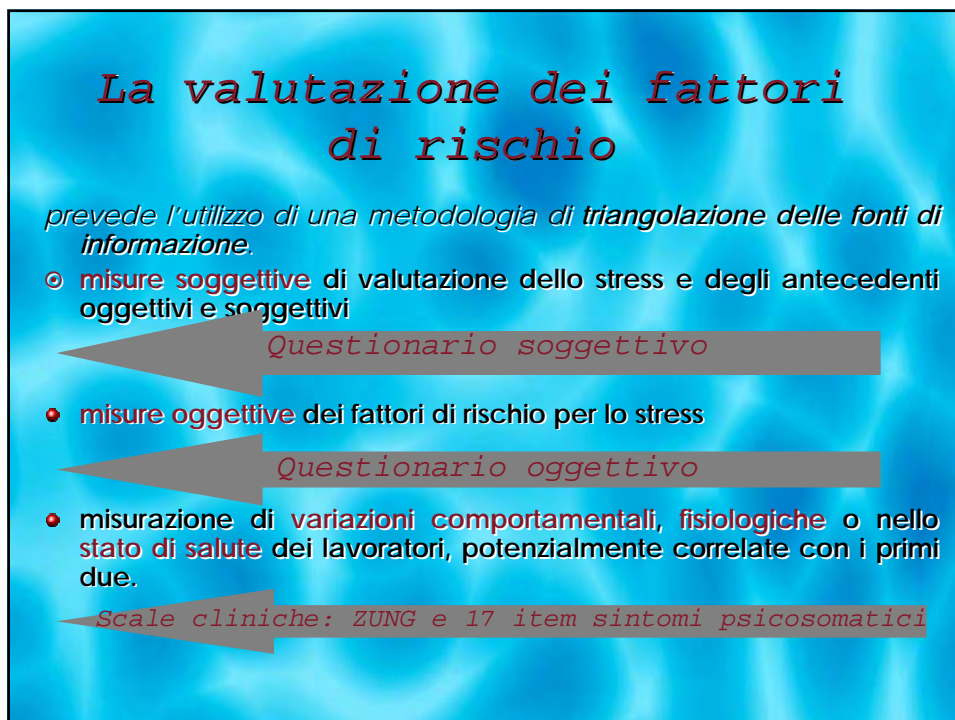 La valutazione dei fattori
di rischio
prevede l'utilizzo di una metodologia di triangolazione delle fonti di
informazione.
misure soggettive di valutazione dello stress e degli antecedenti
oggettivi e soggettivi
Questionario soggettivo
misure oggettive dei fattori di rischio per lo stress
Questionario oggettivo
misurazione di variazioni comportamentali, fisiologiche o nello
stato di salute dei lavoratori, potenzialmente correlate con i primi
due.
Scale cliniche: ZUNG e 17 item sintomi psicosomatici